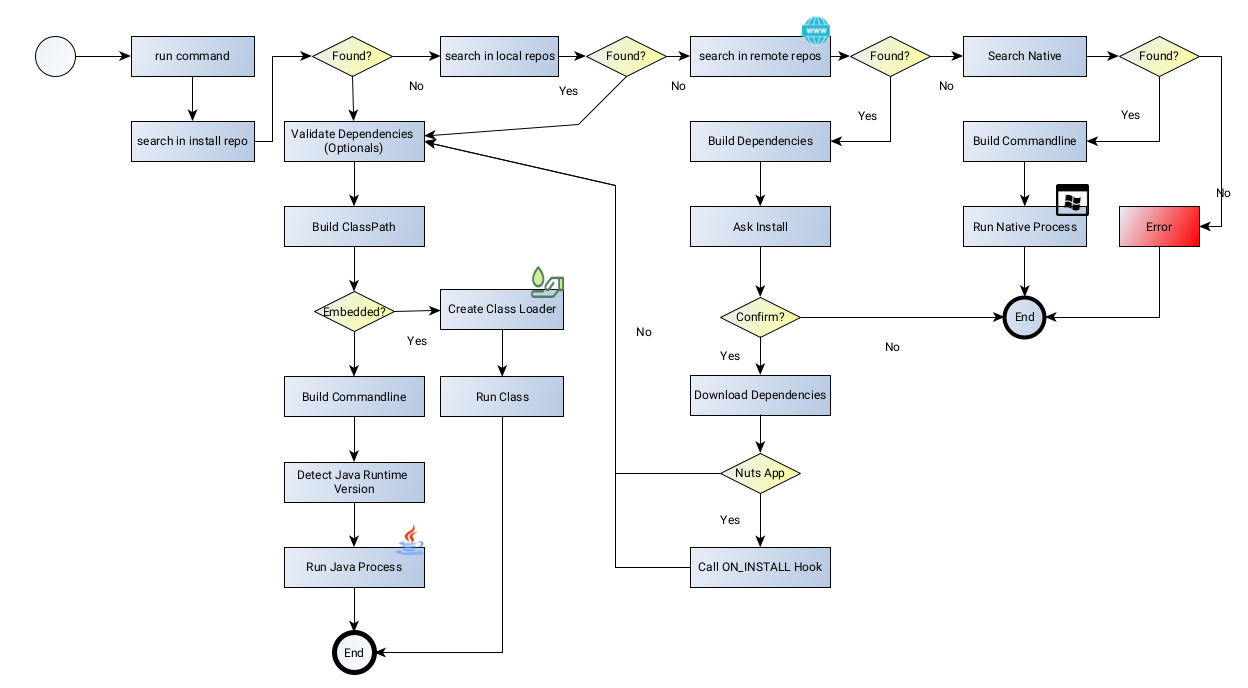 run command
Found?
search in local repos
Found?
WWW
search in remote repos
Found?
Search Native
Found?
No
Yes
No
Yes
No
Yes
search in install repo
Validate Dependencies
(Optionals)
Build Dependencies
Build Commandline
No
Build ClassPath
Ask Install
Run Native Process
Error
Embedded?
Create Class Loader
Yes
No
Confirm?
End
Yes
No
Build Commandline
Run Class
Download Dependencies
Detect Java Runtime
Version
Nuts App
Yes
Run Java Process
Call ON_INSTALL Hook
End